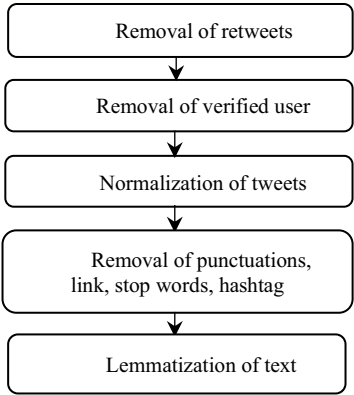 Removal of retweets
Removal of verified user
Normalization of tweets
Removal of punctuations,
link, stop words, hashtag
Lemmatization of text